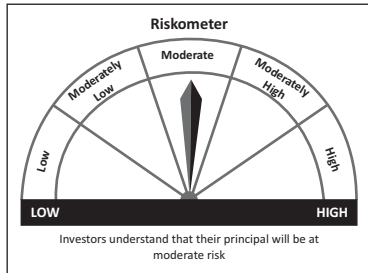 Riskometer
Moderately
Low
Moderate
Moderately
High
Low
High
LOW
HIGH
Investors understand that their principal will be at
moderate risk